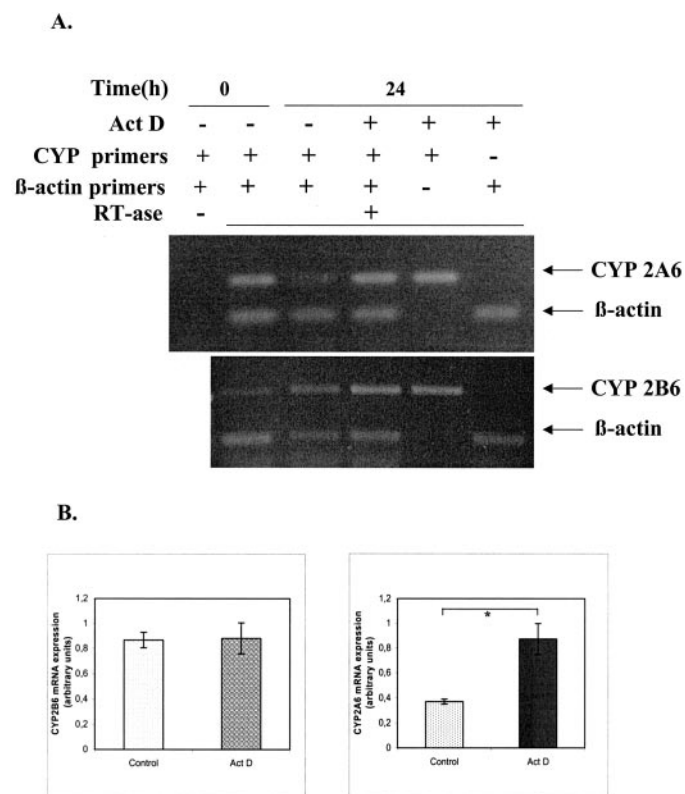 A.
Time(h) 0 24
Act D - - - + + +
CYP primers + + + + + -
ß-actin primers + + + + - +
RT-ase - +
CYP 2A6
ß-actin
CYP 2B6
ß-actin
B.
CYP2B6 mRNA expression
(arbitrary units)
1,2
1
0,8
0,6
0,4
0,2
0
Control Act D
CYP2A6 mRNA expression
(arbitrary units)
1,2
1
0,8
0,6
0,4
0,2
0
*
Control Act D